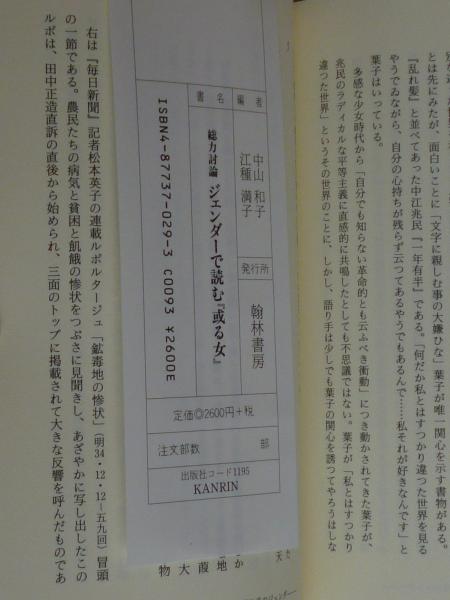 とは先にみたが、面白いことに「文字に親しむ事の大嫌ひな」葉子が唯一関心を示す書物がある。
『乱れ髪』と並べてあった中江兆民『一年有半』である。「何だか私とはすつかり違つた世界を見る
やうでゐながら、自分の心持ちが残らず云つてあるやうでもあるんで……私それが好きなんです」と
葉子はいっている。
多感な少女時代から「自分でも知らない革命的とも云ふべき衝動」につき動かされてきた葉子が、
兆民のラディカルな平等主義に直感的に共鳴したとしても不思議ではない。葉子が「私とはすつかり
違つた世界」というその世界のことに、しかし、語り手は少しでも葉子の関心を誘つてやろうはしな
書名
編者
総力討論 ジェンダーで読む『或る女』
中山 和子
江種 満子
発行所
翰林書房
ISBN4-87737-029-3 C0093 ¥2600E
定価◎2600円+税
注文部数 部
出版社コード1195
KANRIN
右は『毎日新聞』記者松本英子の連載ルポルタージュ「鉱毒地の惨状」(明34・12・12─五九回)冒頭
の一節である。農民たちの病気と貧困と飢餓の惨状をつぶさに見聞きし、あざやかに写し出したこの
ルポは、田中正造直訴の直後から始められ、三面のトップに掲載されて大きな反響を呼んだものであ